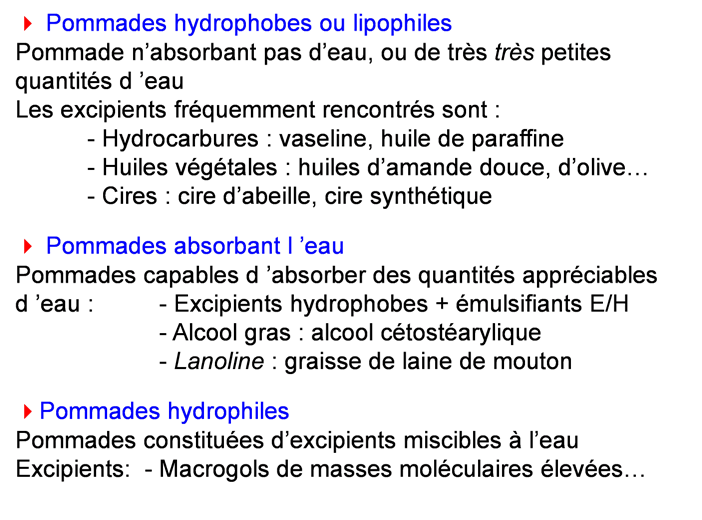 Pommades hydrophobes ou lipophiles
Pommade n’absorbant pas d’eau, ou de très très petites
quantités d ’eau
Les excipients fréquemment rencontrés sont :
- Hydrocarbures : vaseline, huile de paraffine
- Huiles végétales : huiles d’amande douce, d’olive…
- Cires : cire d’abeille, cire synthétique
Pommades absorbant l ’eau
Pommades capables d ’absorber des quantités appréciables
d ’eau : - Excipients hydrophobes + émulsifiants E/H
- Alcool gras : alcool cétostéarylique
- Lanoline : graisse de laine de mouton
Pommades hydrophiles
Pommades constituées d’excipients miscibles à l’eau
Excipients: - Macrogols de masses moléculaires élevées…